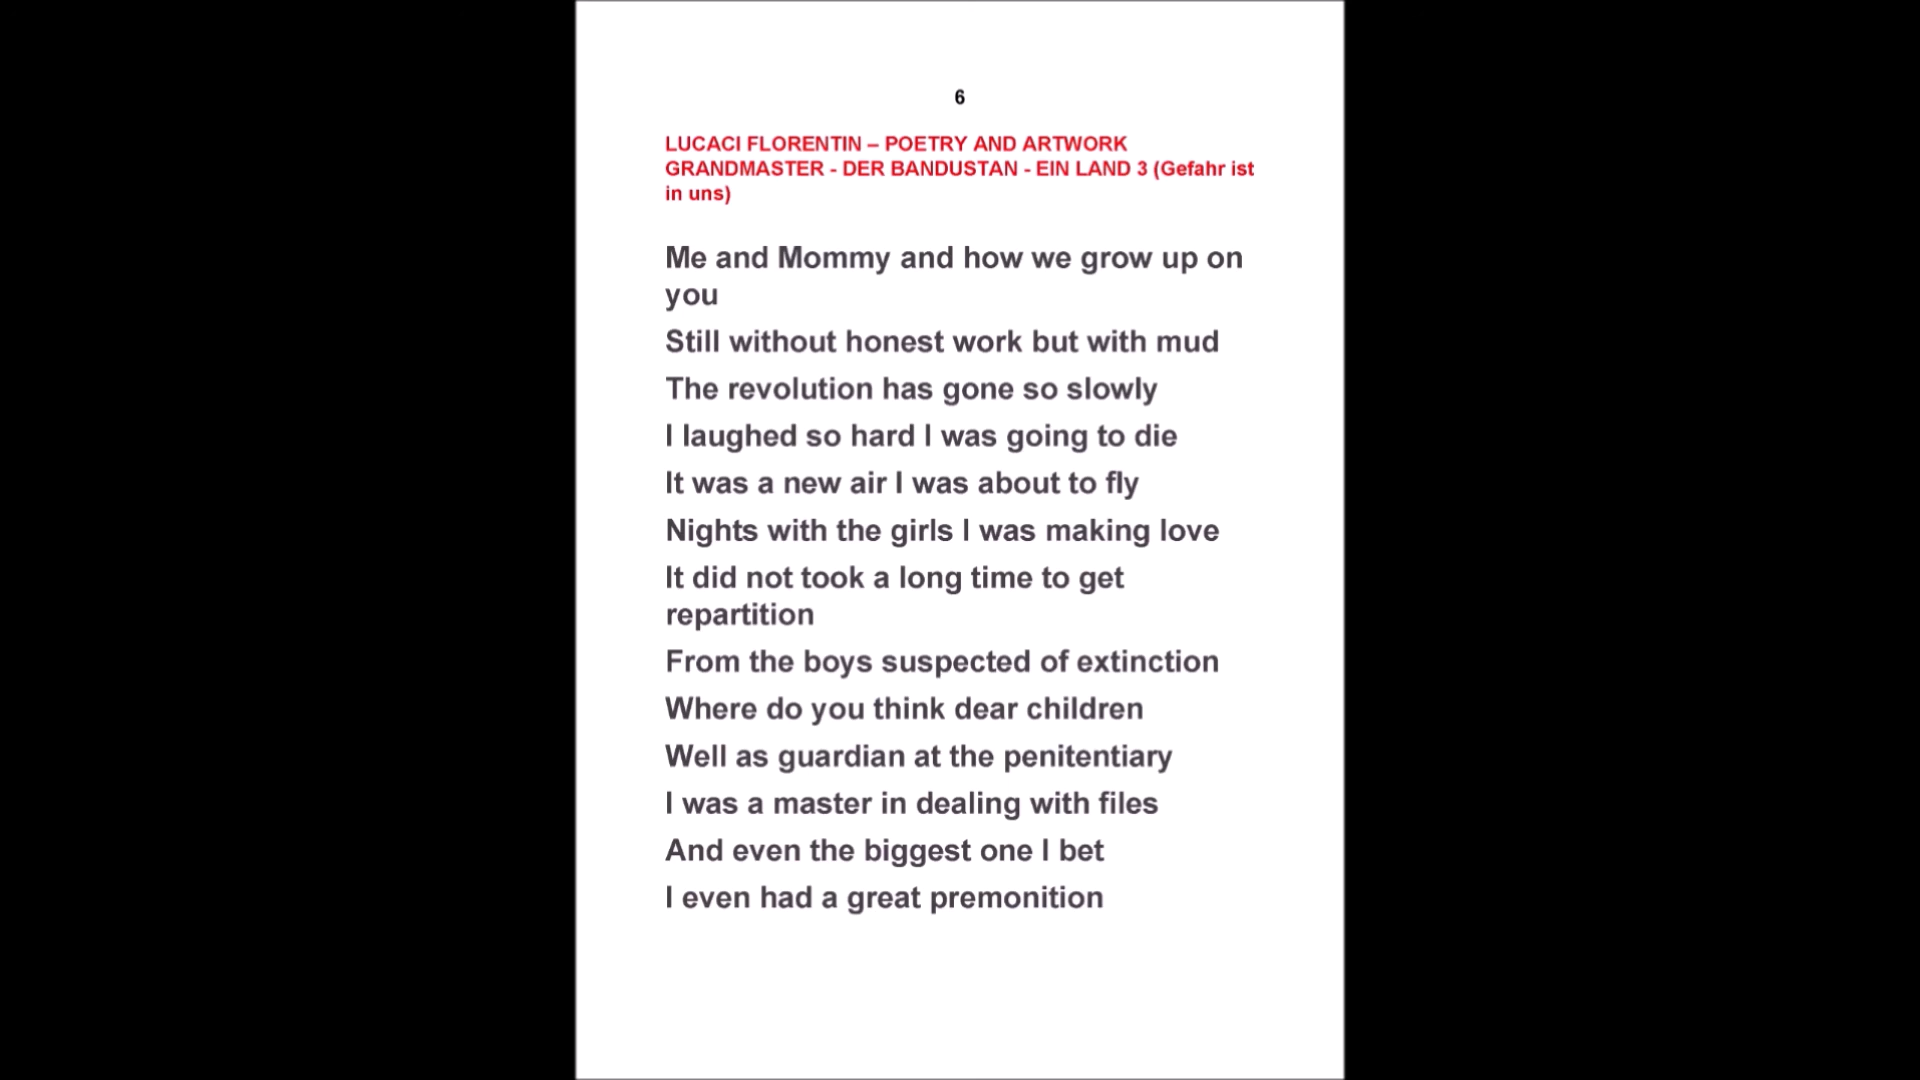 6
LUCACI FLORENTIN – POETRY AND ARTWORK
GRANDMASTER - DER BANDUSTAN - EIN LAND 3 (Gefahr ist
in uns)
Me and Mommy and how we grow up on
you
Still without honest work but with mud
The revolution has gone so slowly
I laughed so hard I was going to die
It was a new air I was about to fly
Nights with the girls I was making love
It did not took a long time to get
repartition
From the boys suspected of extinction
Where do you think dear children
Well as guardian at the penitentiary
I was a master in dealing with files
And even the biggest one I bet
I even had a great premonition